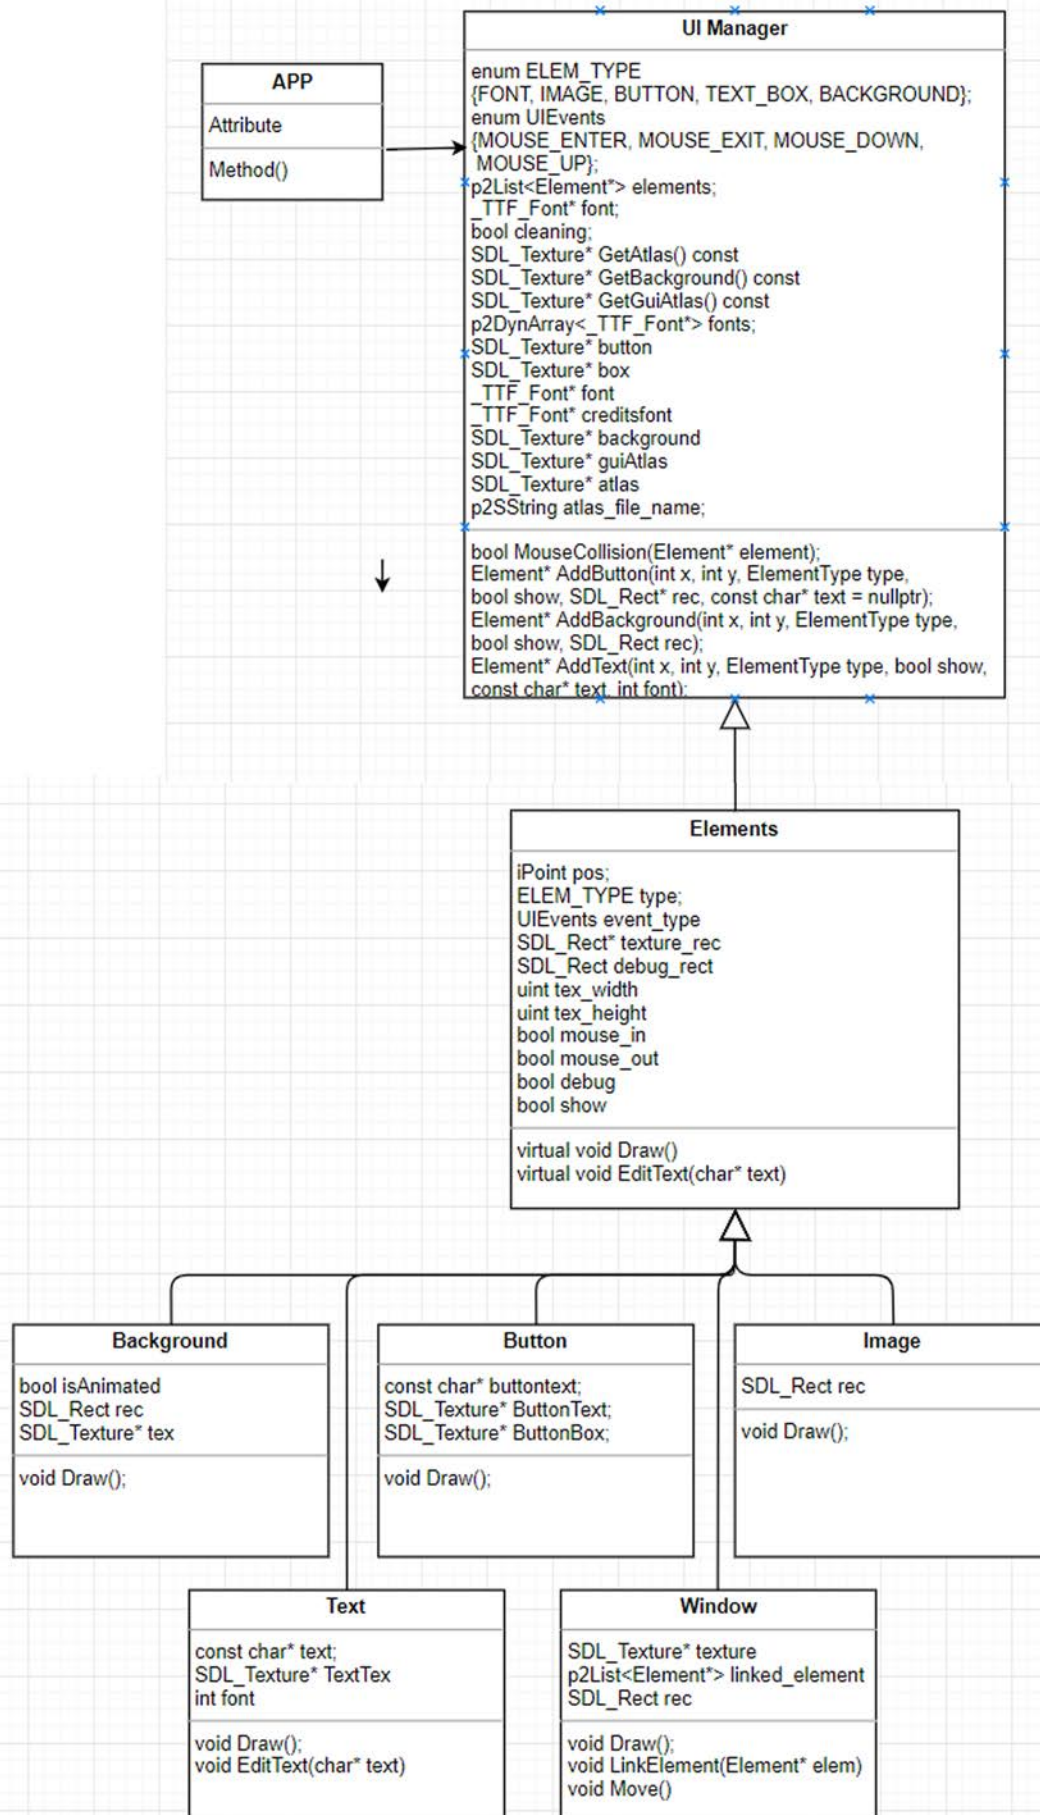 APP
Attribute
Method()
UI Manager
enum ELEM_TYPE
{FONT, IMAGE, BUTTON, TEXT_BOX, BACKGROUND};
enum UIEvents
{MOUSE_ENTER, MOUSE_EXIT, MOUSE_DOWN,
MOUSE_UP};
p2List<Element*> elements;
_TTF_Font* font;
bool cleaning;
SDL_Texture* GetAtlas() const
SDL_Texture* GetBackground() const
SDL_Texture* GetGuiAtlas() const
p2DynArray<_TTF_Font*> fonts;
SDL_Texture* button
SDL_Texture* box
_TTF_Font* font
_TTF_Font* creditsfont
SDL_Texture* background
SDL_Texture* guiAtlas
SDL_Texture* atlas
p2SString atlas_file_name;
bool MouseCollision(Element* element);
Element* AddButton(int x, int y, ElementType type,
bool show, SDL_Rect* rec, const char* text = nullptr);
Element* AddBackground(int x, int y, ElementType type,
bool show, SDL_Rect rec);
Element* AddText(int x, int y, ElementType type, bool show,
const char* text, int font);
Elements
iPoint pos;
ELEM_TYPE type;
UIEvents event_type
SDL_Rect* texture_rec
SDL_Rect debug_rect
uint tex_width
uint tex_height
bool mouse_in
bool mouse_out
bool debug
bool show
virtual void Draw()
virtual void EditText(char* text)
Background
bool isAnimated
SDL_Rect rec
SDL_Texture* tex
void Draw();
Button
const char* buttontext;
SDL_Texture* ButtonText;
SDL_Texture* ButtonBox;
void Draw();
Image
SDL_Rect rec
void Draw();
Text
const char* text;
SDL_Texture* TextTex
int font
void Draw();
void EditText(char* text)
Window
SDL_Texture* texture
p2List<Element*> linked_element
SDL_Rect rec
void Draw();
void LinkElement(Element* elem)
void Move()